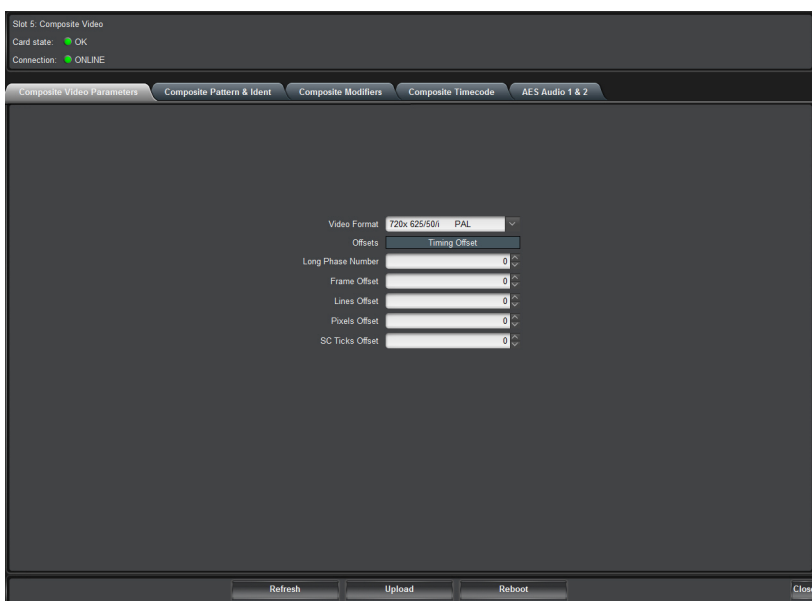 Slot 5: Composite Video
Card state: OK
Connection: ONLINE
Composite Video Parameters Composite Pattern & Ident Composite Modifiers Composite Timecode AES Audio 1 & 2
Video Format 720x 625/50/i PAL
Offsets Timing Offset
Long Phase Number 0
Frame Offset 0
Lines Offset 0
Pixels Offset 0
SC Ticks Offset 0
Refresh Upload Reboot Close